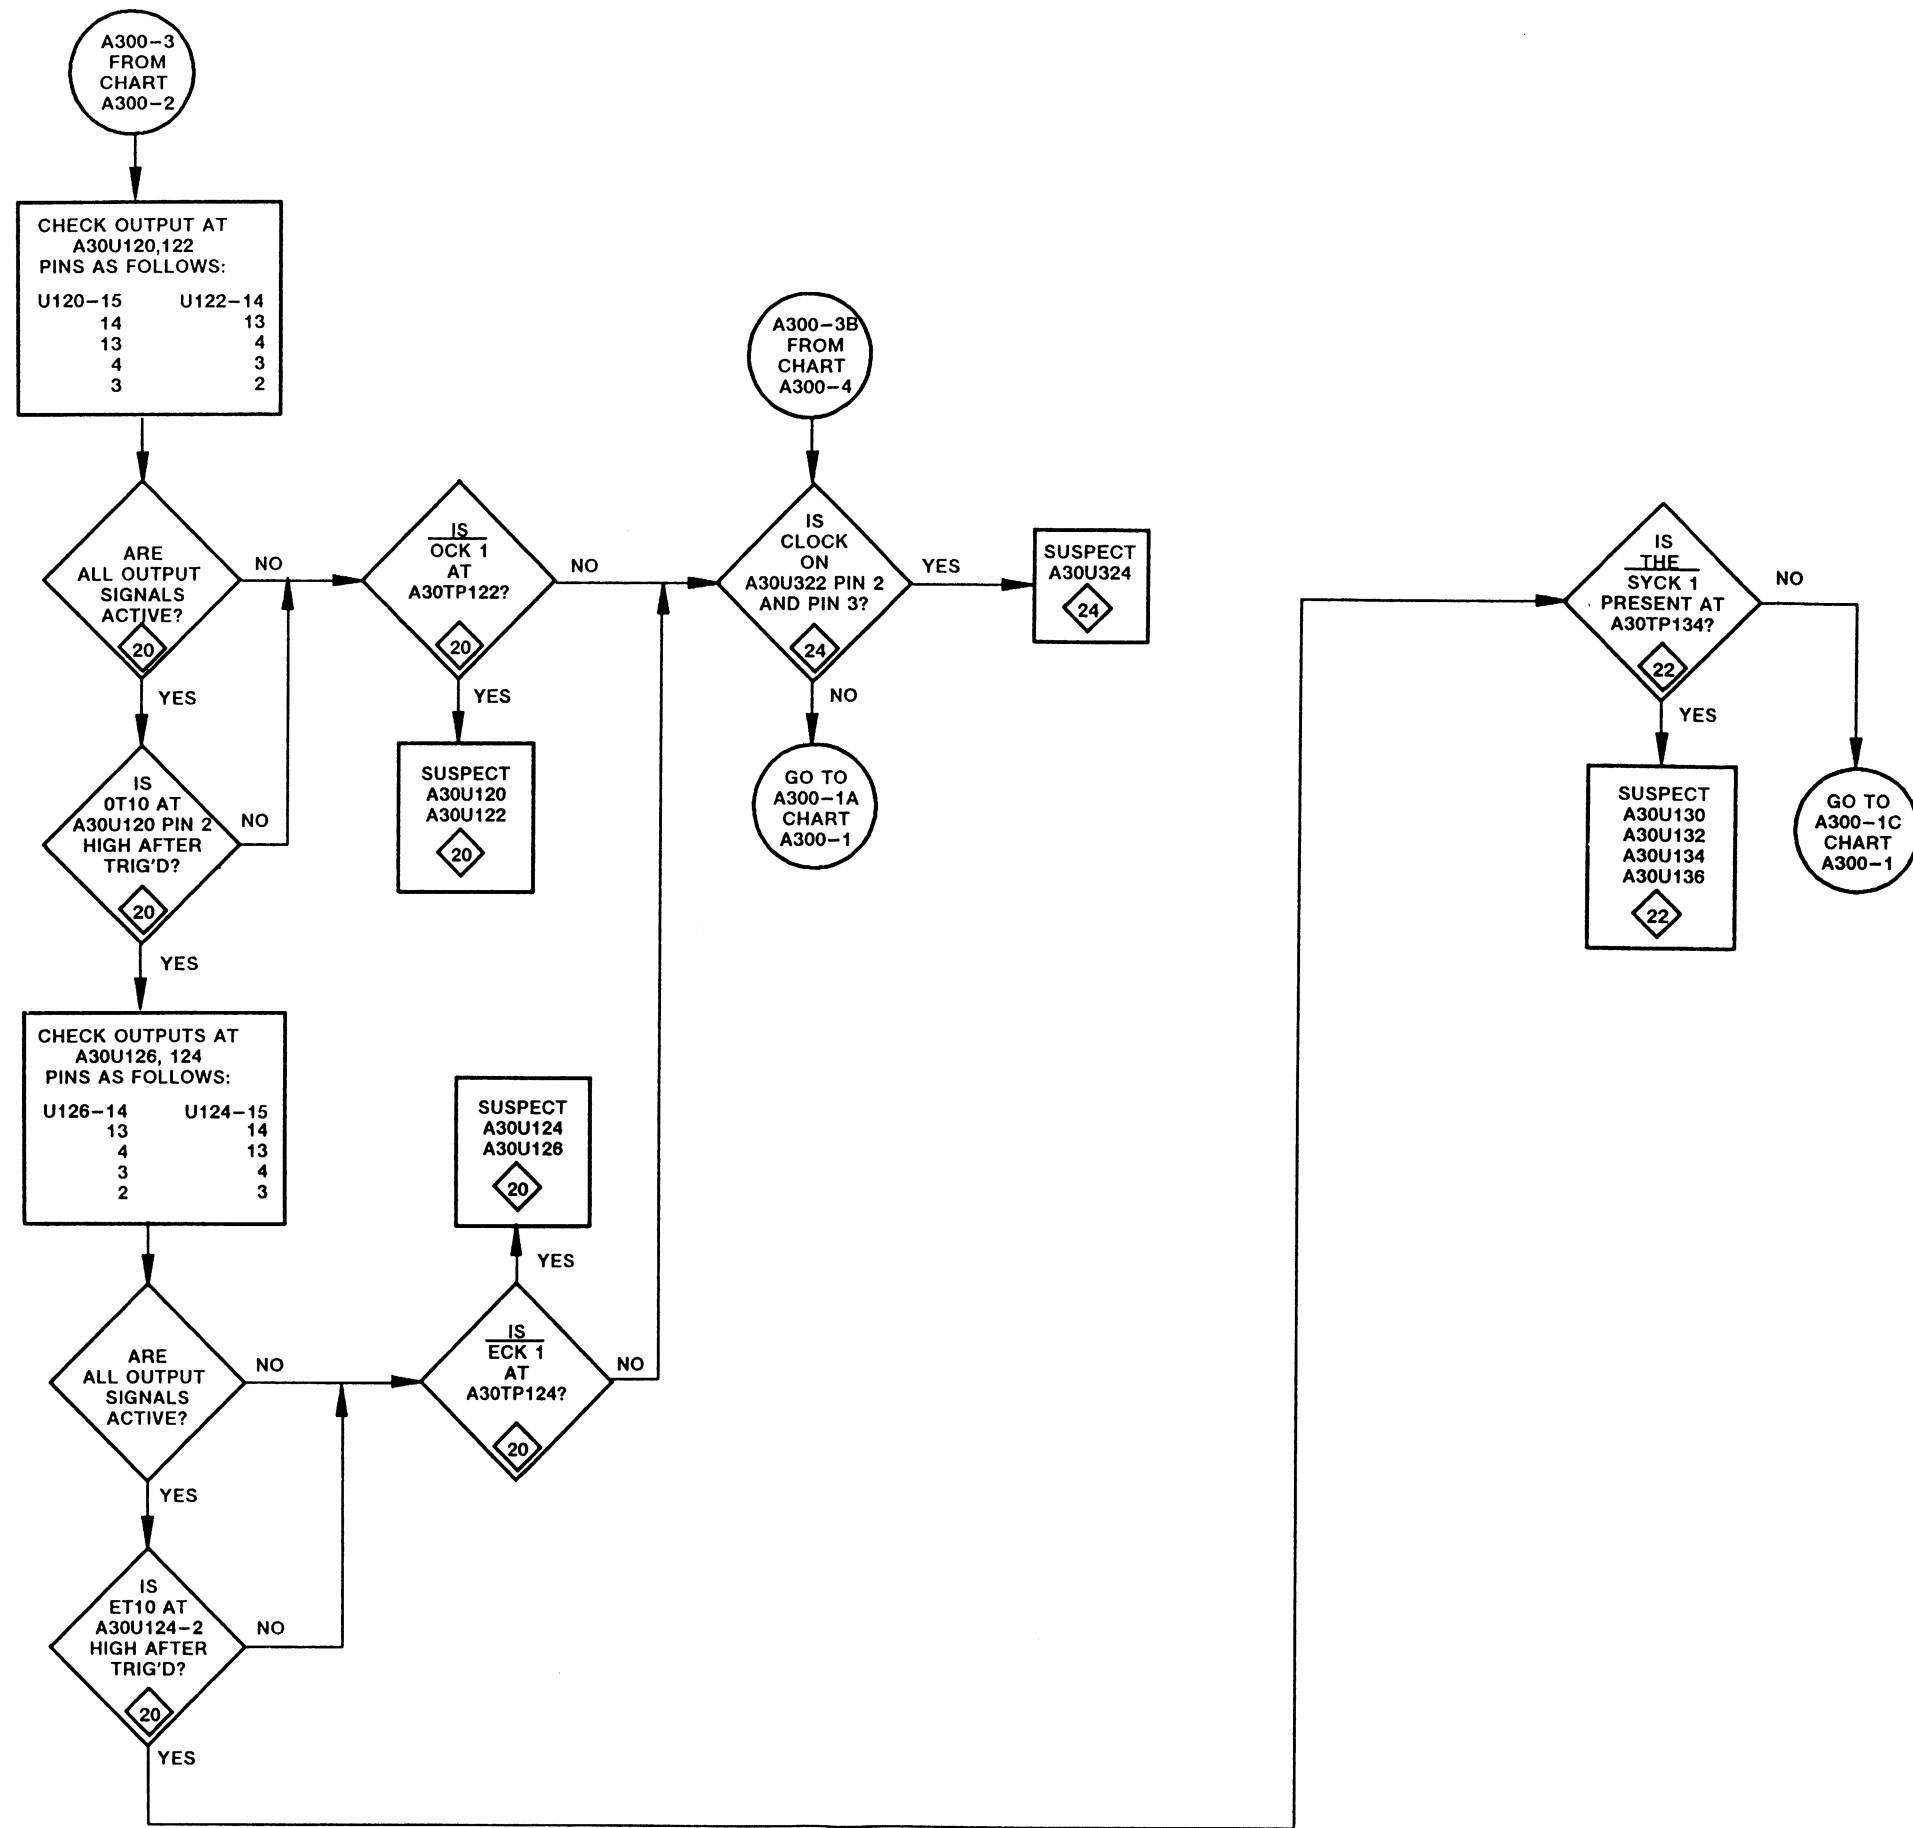 A300-3
FROM
CHART
A300-2
CHECK OUTPUT AT
A30U120,122
PINS AS FOLLOWS:
U120-15 U122-14
14 13
13 4
4 3
3 2
ARE
ALL OUTPUT
SIGNALS
ACTIVE?
20
NO
YES
IS
OT10 AT
A30U120 PIN 2
HIGH AFTER
TRIG'D?
20
NO
YES
CHECK OUTPUTS AT
A30U126, 124
PINS AS FOLLOWS:
U126-14 U124-15
13 14
4 13
3 4
2 3
ARE
ALL OUTPUT
SIGNALS
ACTIVE?
NO
YES
IS
ET10 AT
A30U124-2
HIGH AFTER
TRIG'D?
20
NO
YES
IS
OCK 1
AT
A30TP122?
20
NO
YES
SUSPECT
A30U120
A30U122
20
SUSPECT
A30U124
A30U126
20
YES
IS
ECK 1
AT
A30TP124?
20
NO
A300-3B
FROM
CHART
A300-4
IS
CLOCK
ON
A30U322 PIN 2
AND PIN 3?
24
YES
NO
SUSPECT
A30U324
24
GO TO
A300-1A
CHART
A300-1
IS
THE
SYCK 1
PRESENT AT
A30TP134?
22
NO
YES
SUSPECT
A30U130
A30U132
A30U134
A30U136
22
GO TO
A300-1C
CHART
A300-1